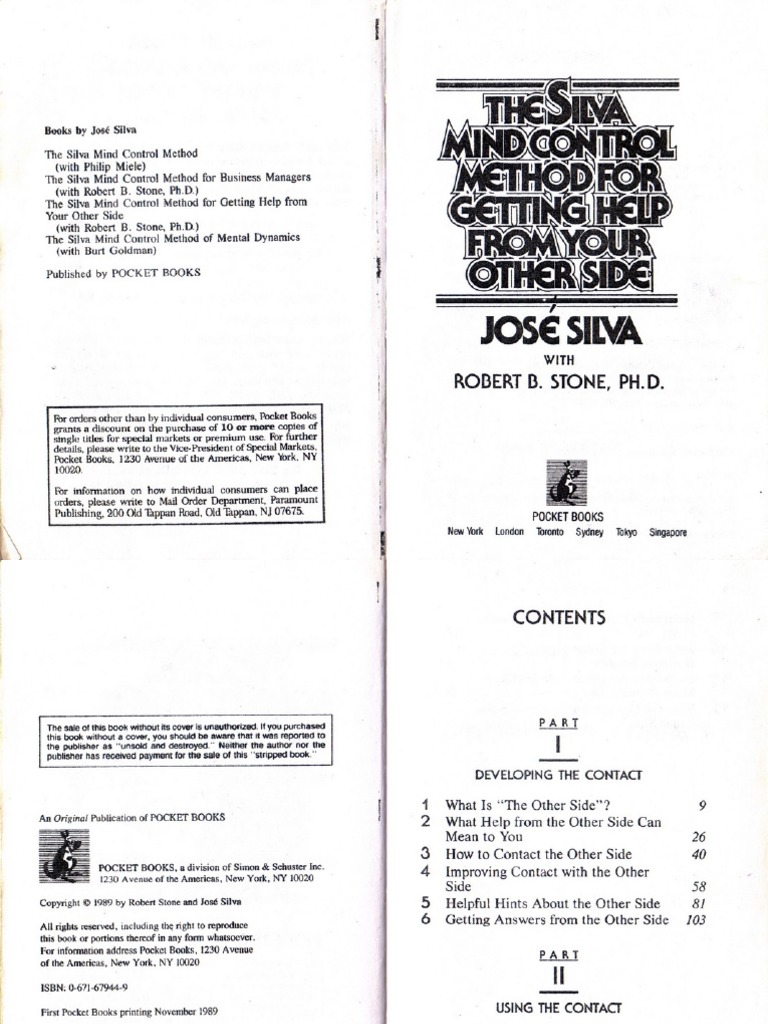 Books by José Silva
The Silva Mind Control Method
(with Philip Miele)
The Silva Mind Control Method for Business Managers
(with Robert B. Stone, Ph.D.)
The Silva Mind Control Method for Getting Help from
Your Other Side
(with Robert B. Stone, Ph.D.)
The Silva Mind Control Method of Mental Dynamics
(with Burt Goldman)
Published by POCKET BOOKS
For orders other than by individual consumers, Pocket Books
grants a discount on the purchase of 10 or more copies of
single titles for special markets or premium use. For further
details, please write to the Vice-President of Special Markets,
Pocket Books, 1230 Avenue of the Americas, New York, NY
10020.
For information on how individual consumers can place
orders, please write to Mail Order Department, Paramount
Publishing, 200 Old Tappan Road, Old Tappan, NJ 07675.
THE SILVA
MIND CONTROL
METHOD FOR
GETTING HELP
FROM YOUR
OTHER SIDE
JOSÉ SILVA
WITH
ROBERT B. STONE, PH.D.
POCKET BOOKS
New York London Toronto Sydney Tokyo Singapore
The sale of this book without its cover is unauthorized. If you purchased
this book without a cover, you should be aware that it was reported to
the publisher as "unsold and destroyed." Neither the author nor the
publisher has received payment for the sale of this "stripped book."
An Original Publication of POCKET BOOKS
POCKET BOOKS, a division of Simon & Schuster Inc.
1230 Avenue of the Americas, New York, NY 10020
Copyright © 1989 by Robert Stone and José Silva
All rights reserved, including the right to reproduce
this book or portions thereof in any form whatsoever.
For information address Pocket Books, 1230 Avenue
of the Americas, New York, NY 10020
ISBN: 0-671-67944-9
First Pocket Books printing November 1989
CONTENTS
PART
I
DEVELOPING THE CONTACT
1 What Is "The Other Side"? 9
2 What Help from the Other Side Can
Mean to You 26
3 How to Contact the Other Side 40
4 Improving Contact with the Other
Side 58
5 Helpful Hints About the Other Side 81
6 Getting Answers from the Other Side 103
PART
II
USING THE CONTACT